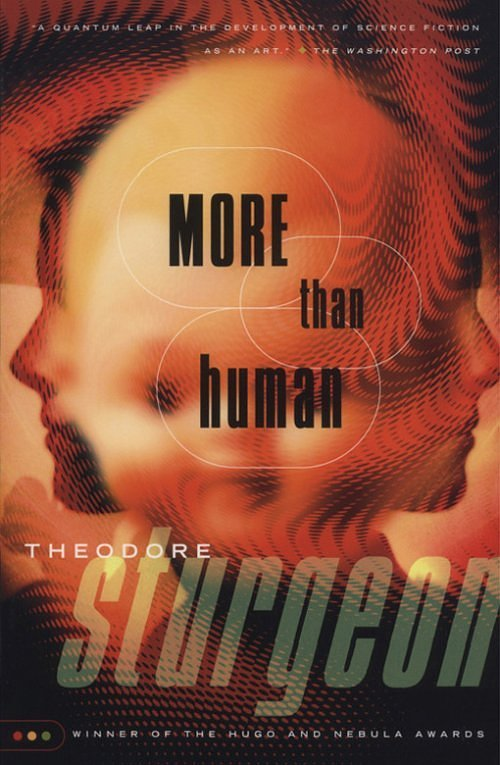 "A QUANTUM LEAP IN THE DEVELOPMENT OF SCIENCE FICTION
AS AN ART." ✦ THE WASHINGTON POST
MORE
than
human
THEODORE
sturgeon
WINNER OF THE HUGO AND NEBULA AWARDS